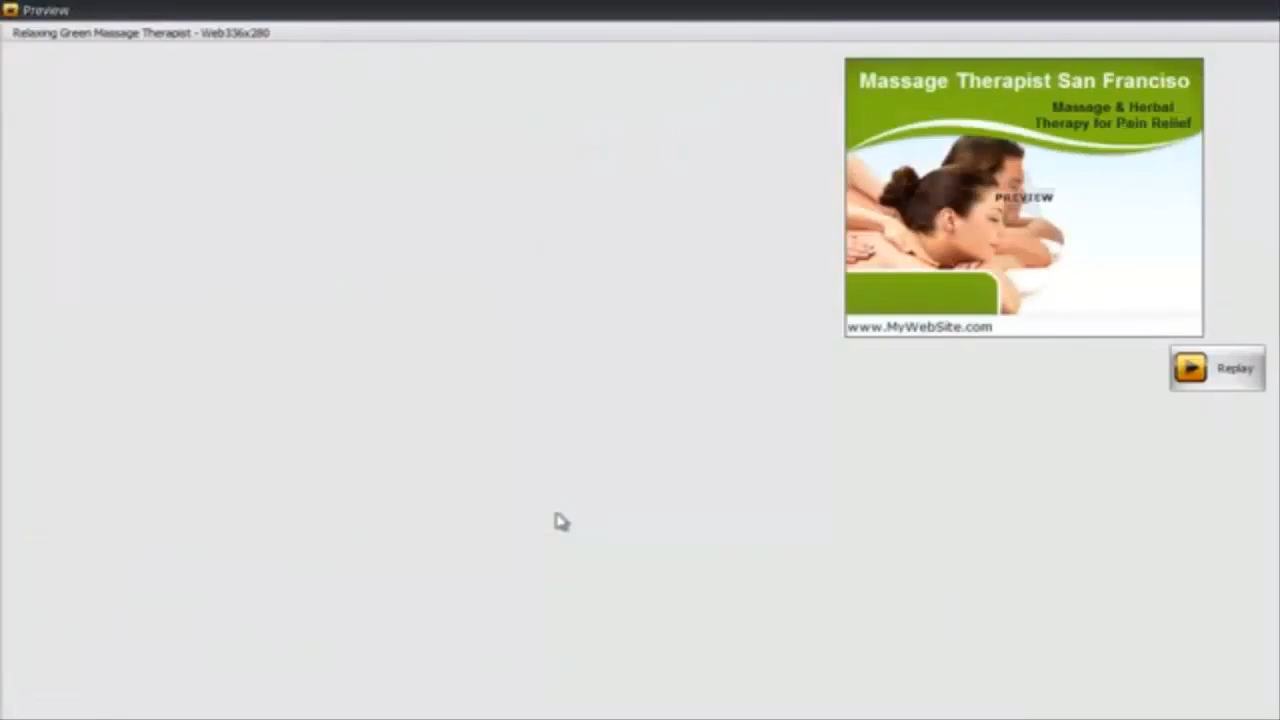 Preview
Relaxing Green Massage Therapist - Web336x280
Massage Therapist San Franciso
Massage & Herbal
Therapy for Pain Relief
PREVIEW
www.MyWebSite.com
Replay